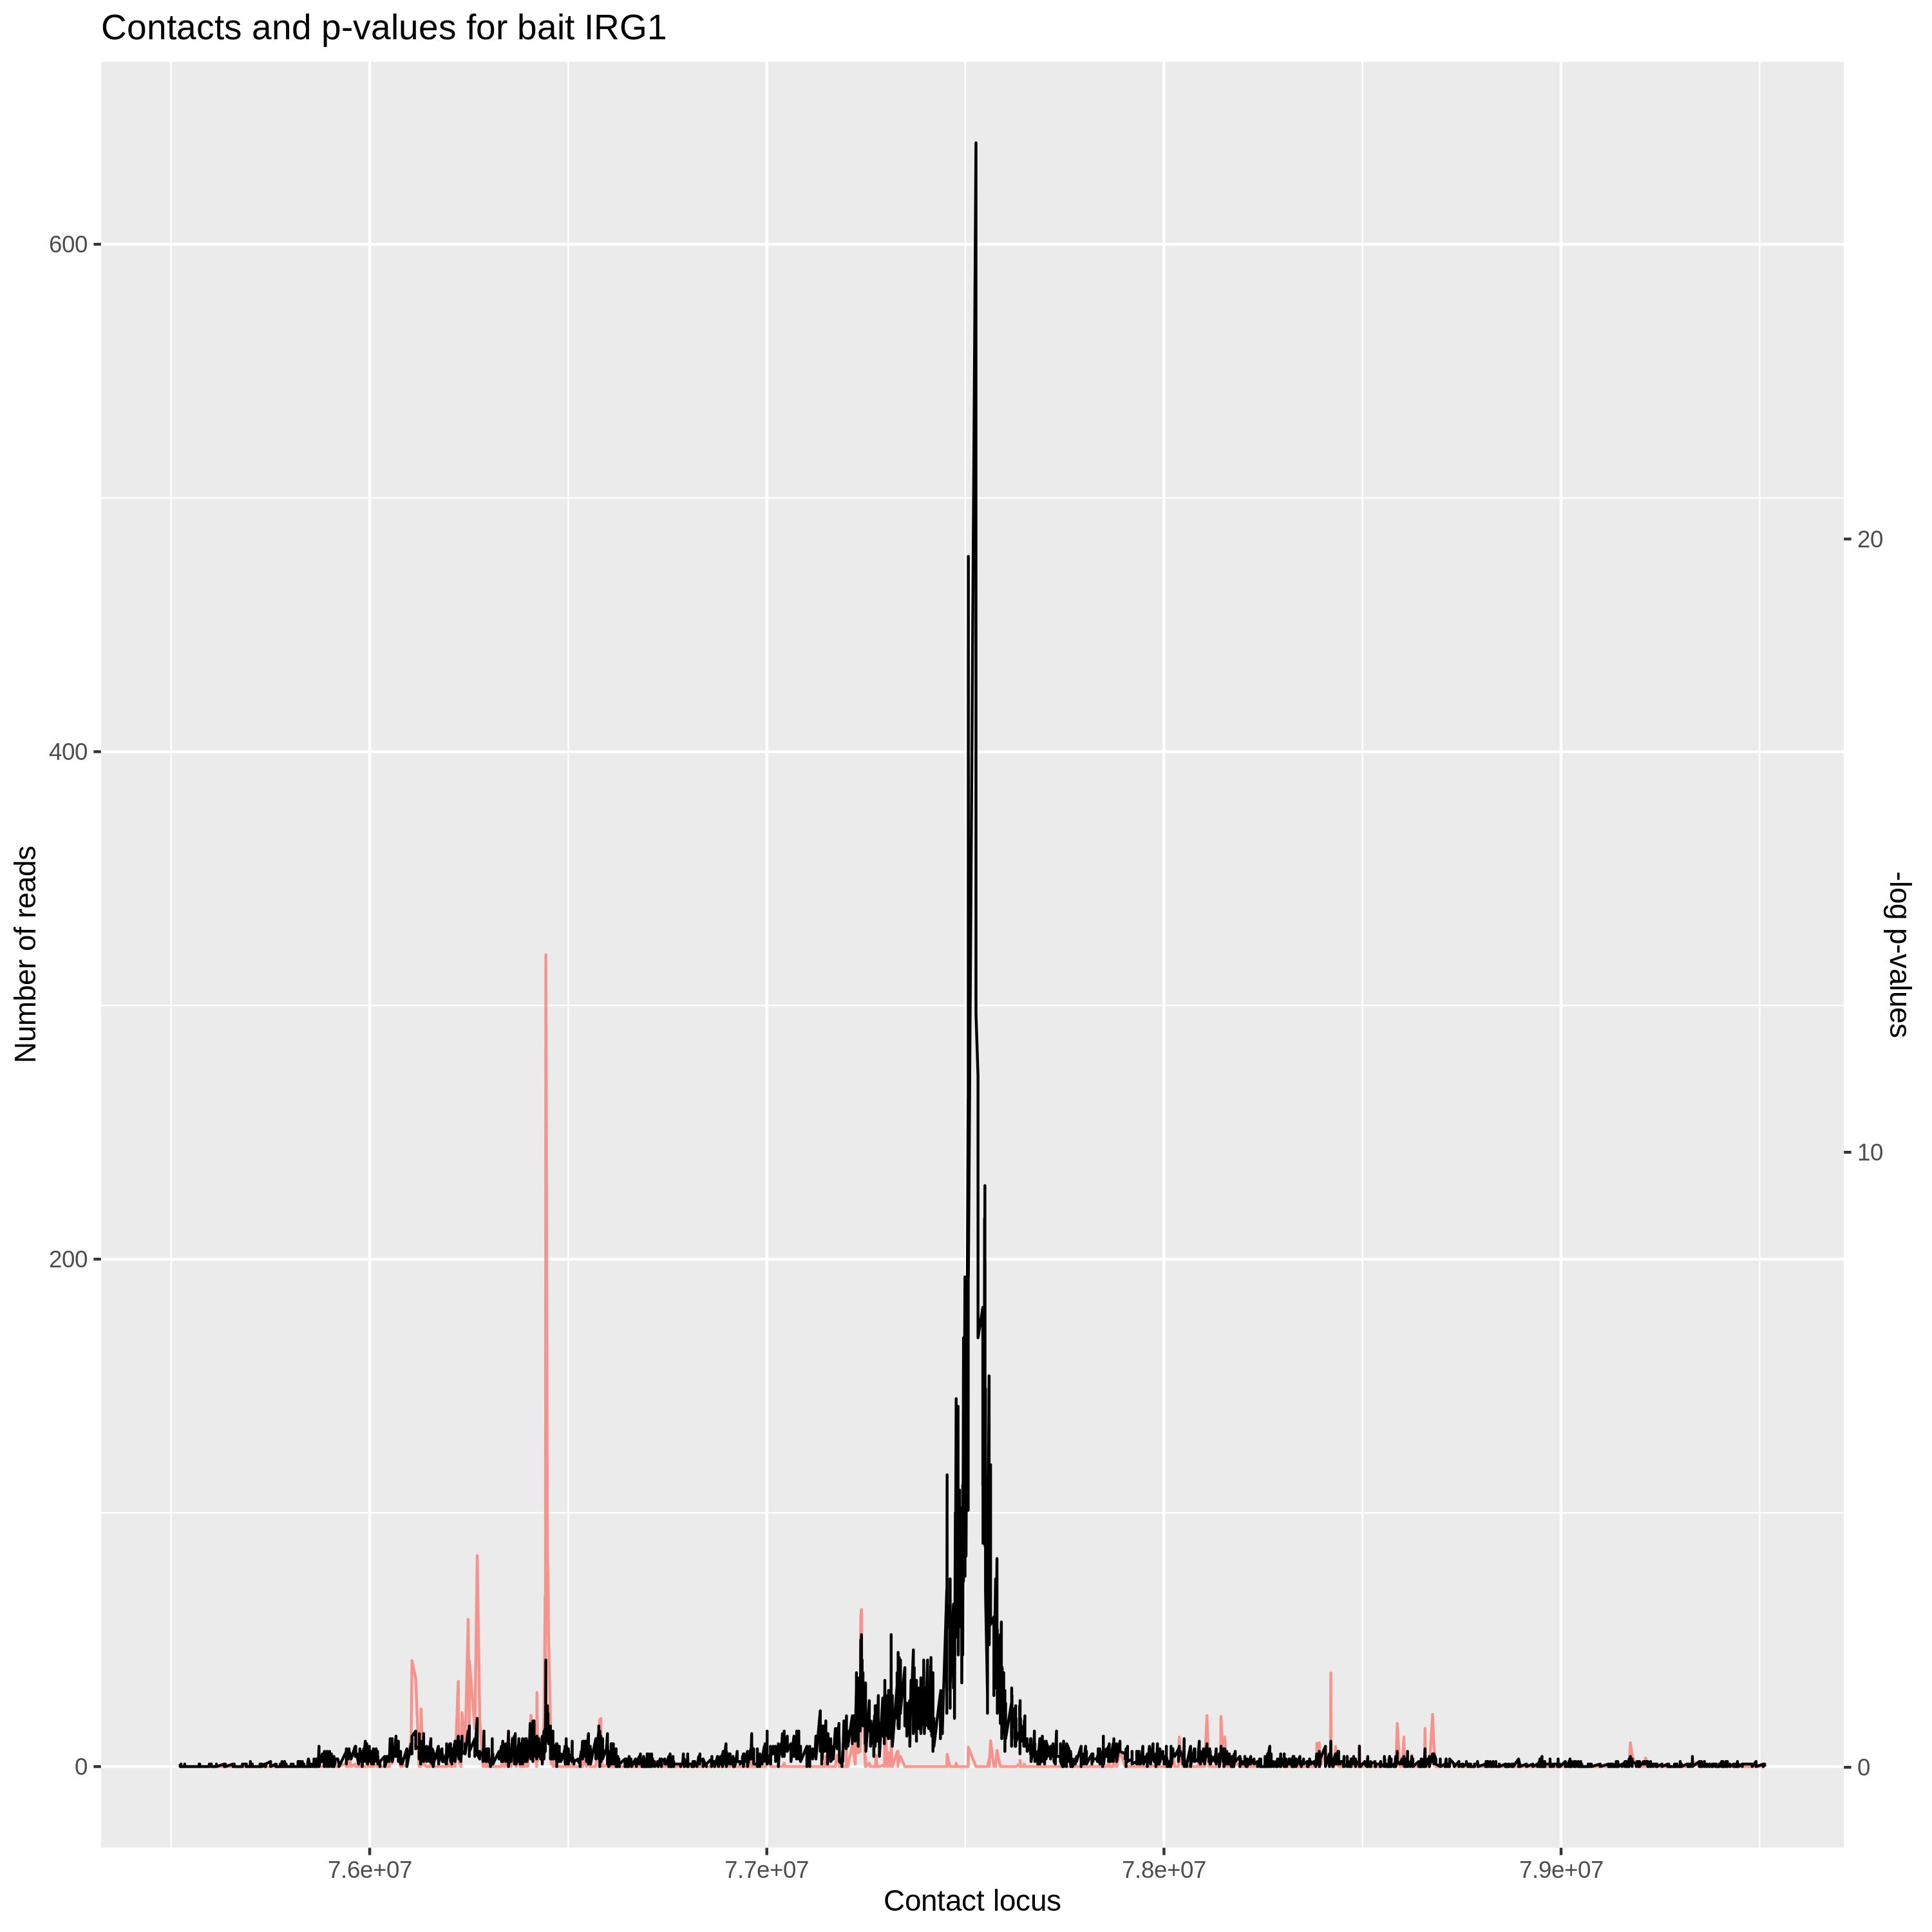 Contacts and p-values for bait IRG1
600
400
200
0
Number of reads
20
10
0
-log p-values
7.6e+07
7.7e+07
7.8e+07
7.9e+07
Contact locus